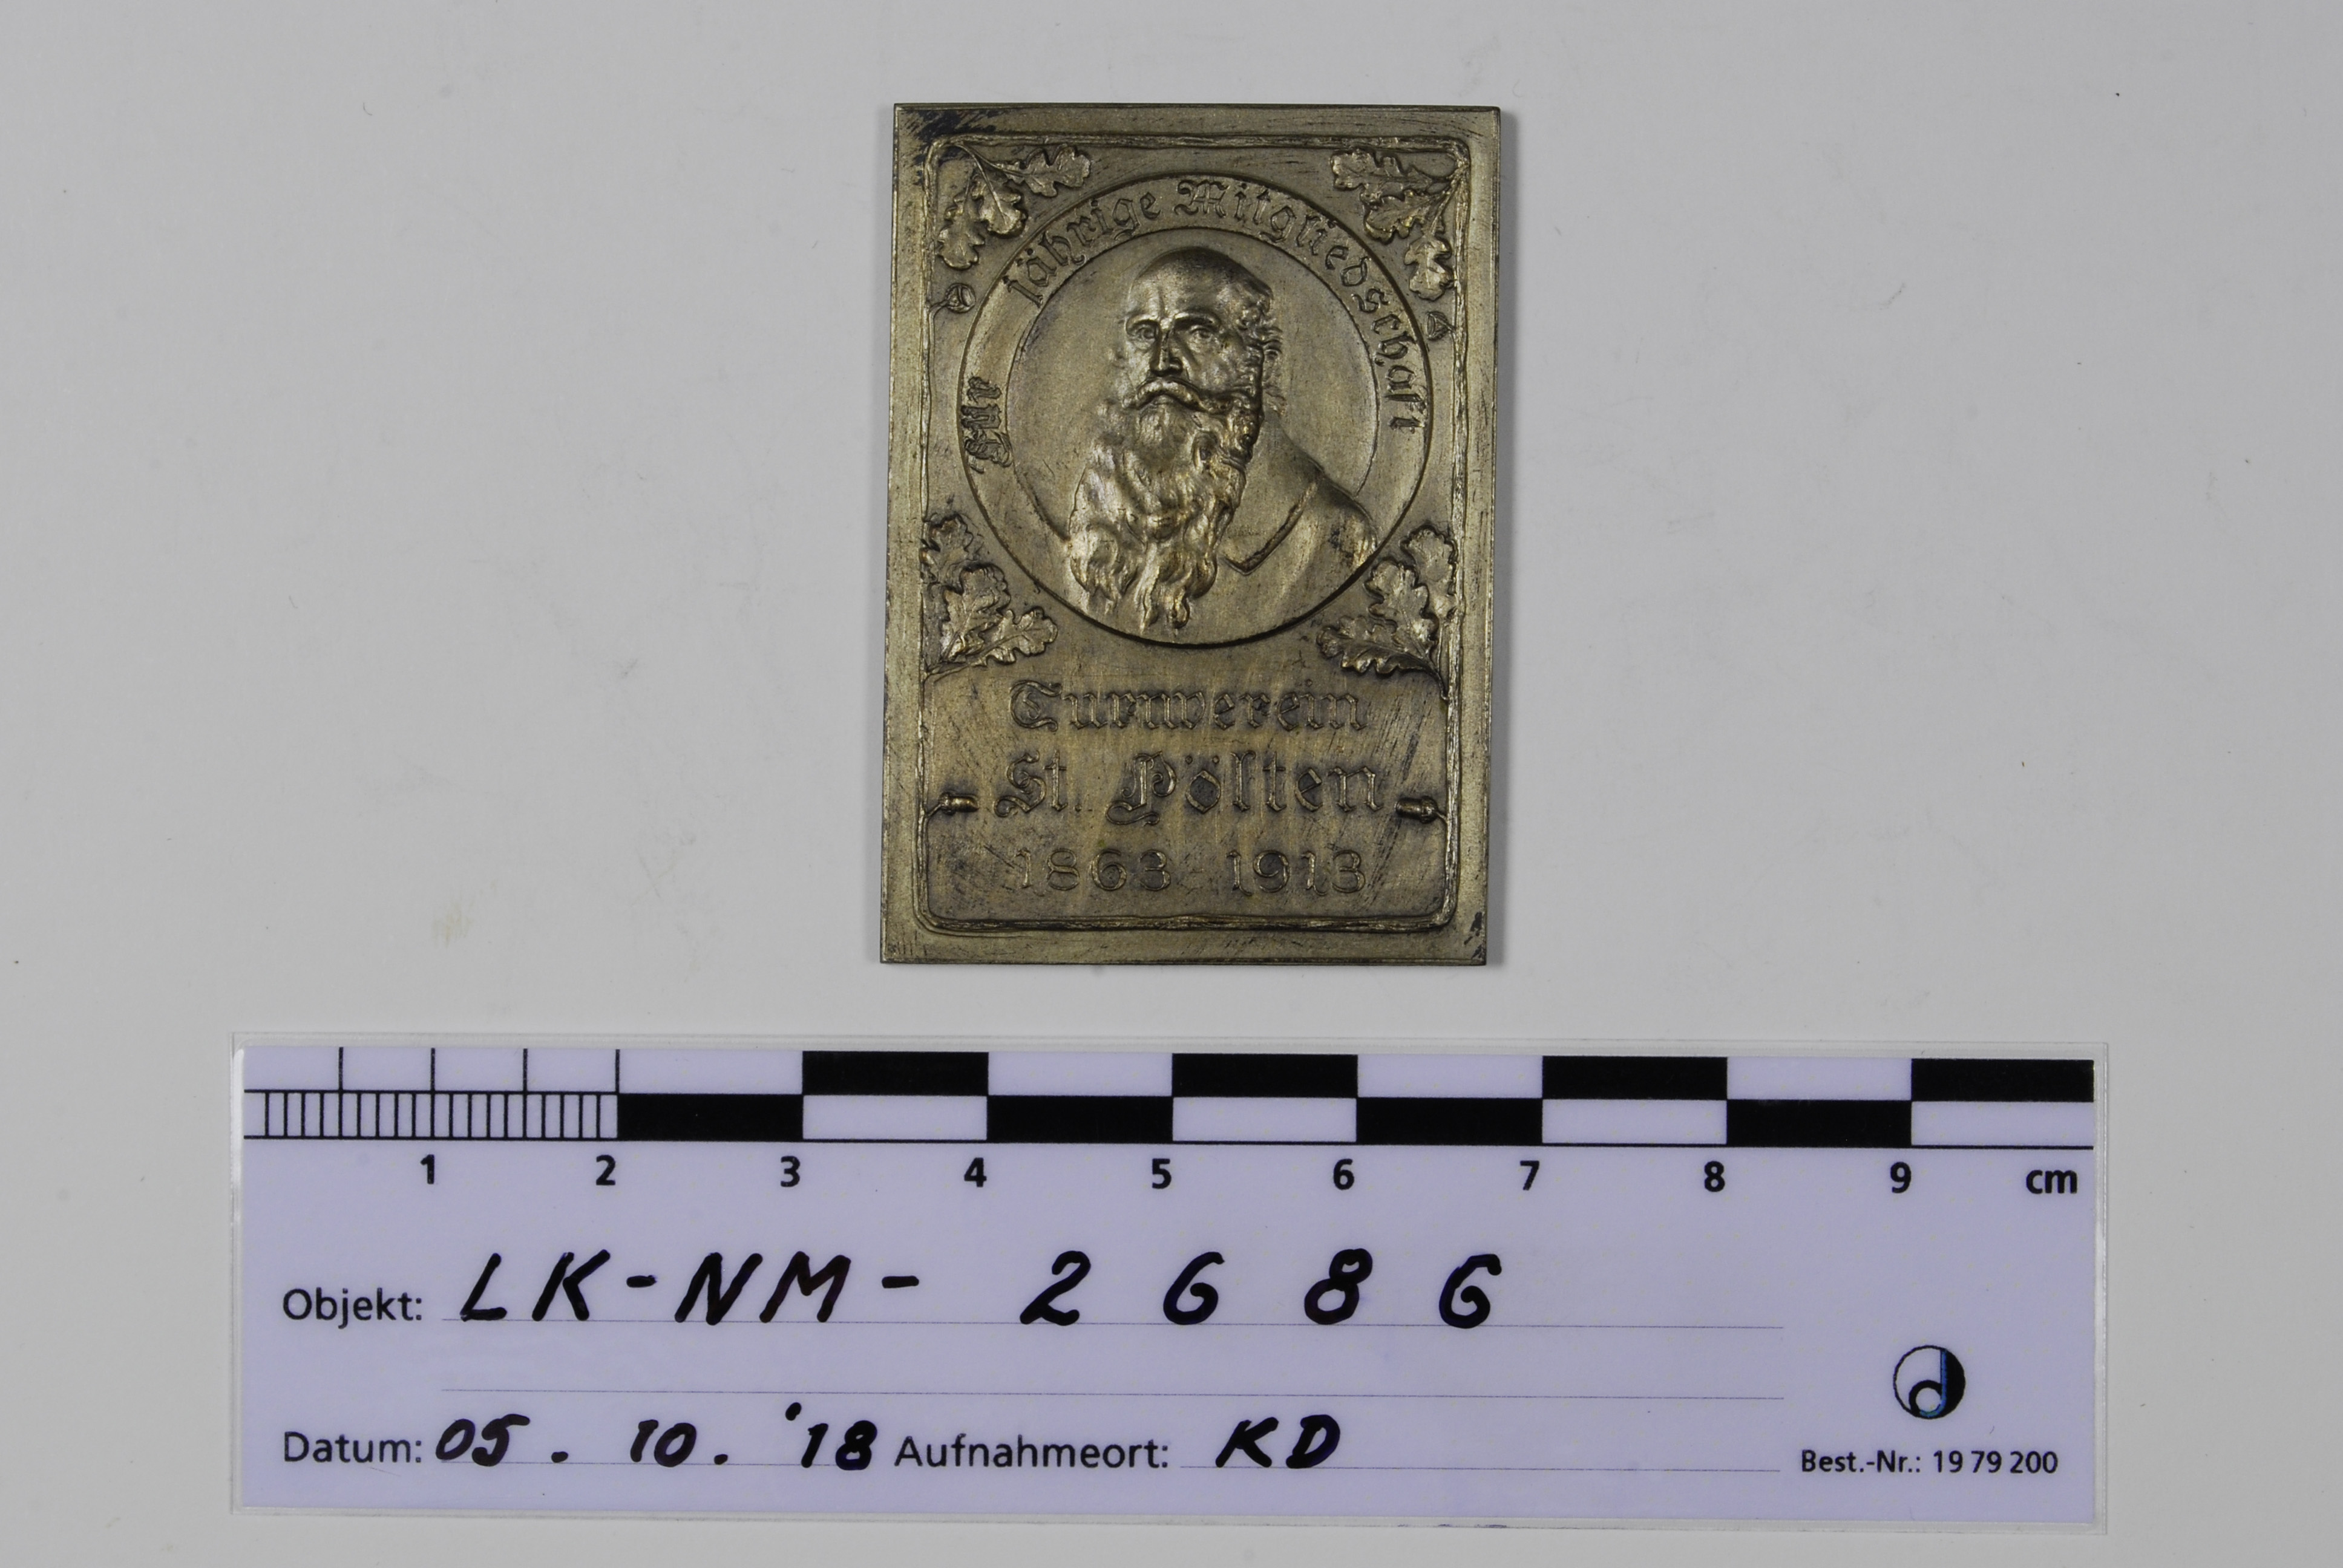 Für jährige Mitgliedschaft
Turnverein
St. Pölten
1863-1913
1 2 3 4 5 6 7 8 9 cm
Objekt: LK-NM- 2686
Datum: 05. 10. '18 Aufnahmeort: KD
Best.-Nr.: 19 79 200